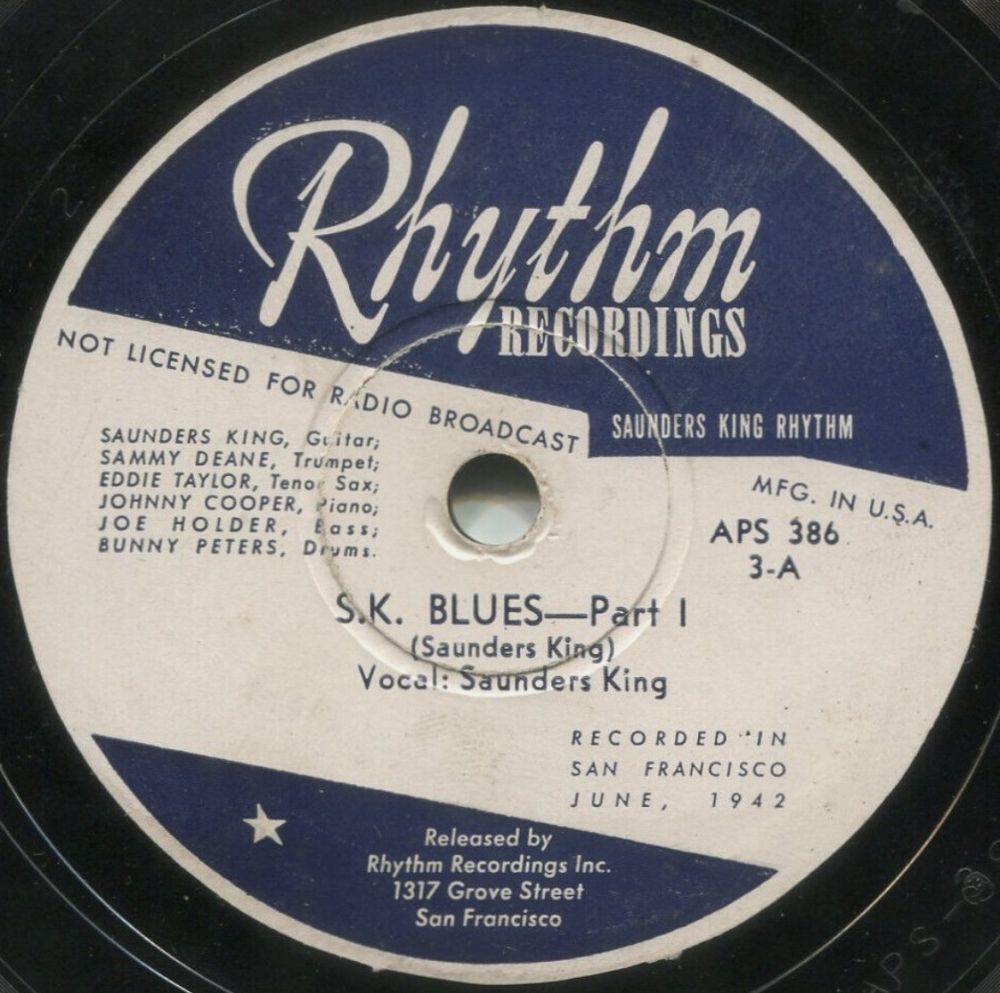 Rhythm
RECORDINGS
NOT LICENSED FOR RADIO BROADCAST
SAUNDERS KING RHYTHM
SAUNDERS KING, Guitar;
SAMMY DEANE, Trumpet;
EDDIE TAYLOR, Tenor Sax;
JOHNNY COOPER, Piano;
JOE HOLDER, Bass;
BUNNY PETERS, Drums.
MFG. IN U.S.A.
APS 386
3-A
S.K. BLUES—Part I
(Saunders King)
Vocal: Saunders King
RECORDED IN
SAN FRANCISCO
JUNE, 1942
Released by
Rhythm Recordings Inc.
1317 Grove Street
San Francisco
2